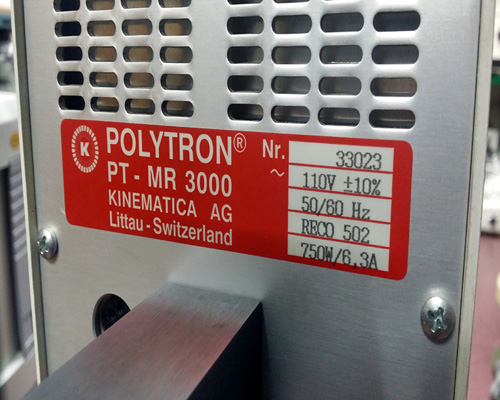 K
POLYTRON®
PT - MR 3000
KINEMATICA AG
Littau - Switzerland
Nr. 33023
~ 110V ±10%
50/60 Hz
RECO 502
750W/6,3A